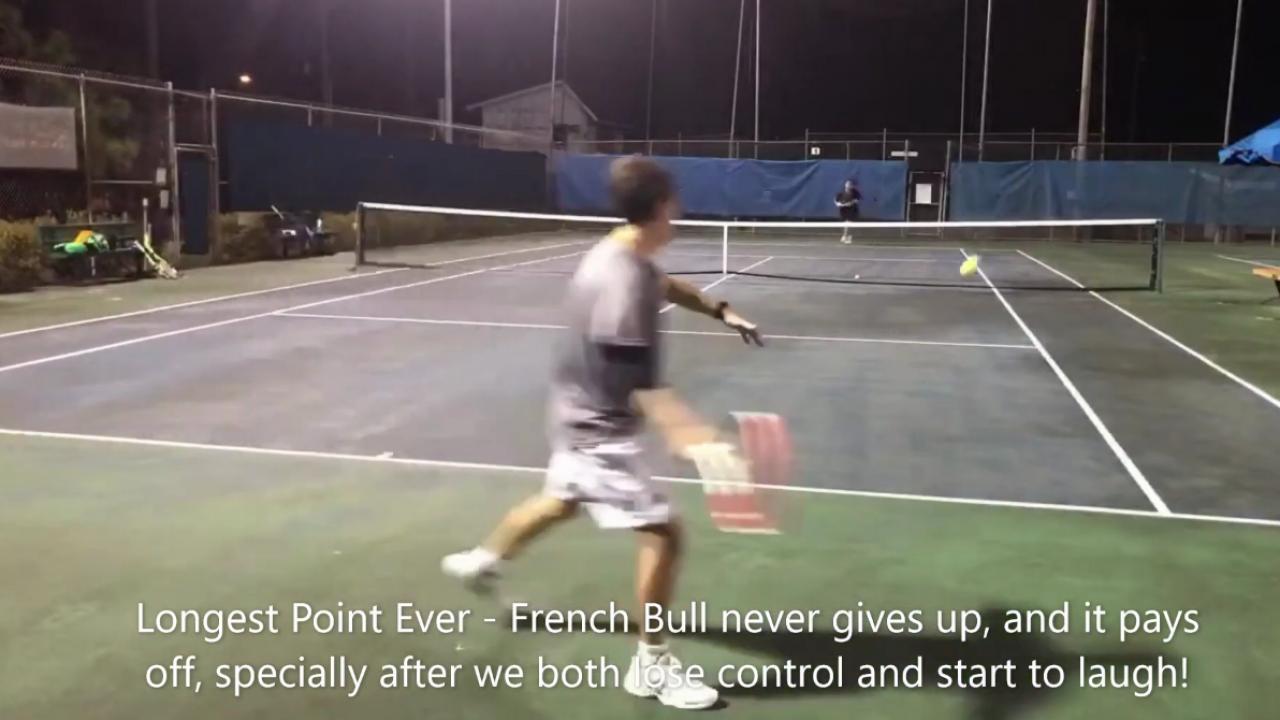 Longest Point Ever - French Bull never gives up, and it pays
off, specially after we both lose control and start to laugh!